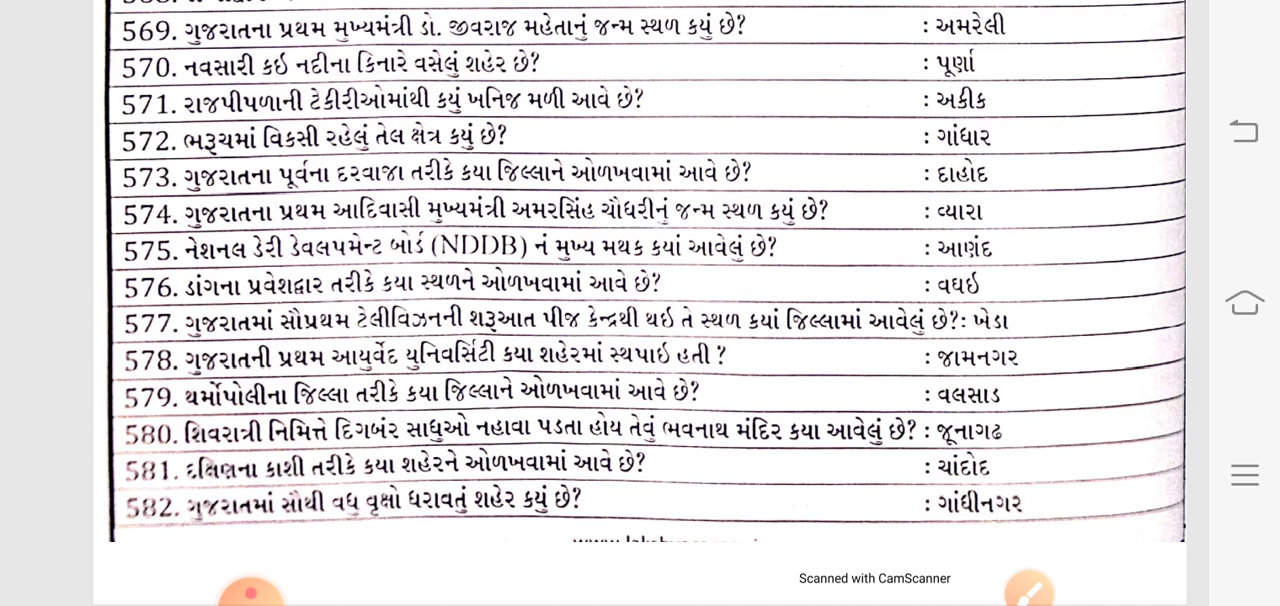 569. ગુજરાતના પ્રથમ મુખ્યમંત્રી ડો. જીવરાજ મહેતાનું જન્મ સ્થળ કયું છે? : અમરેલી
570. નવસારી કઇ નદીના કિનારે વસેલું શહેર છે? : પૂર્ણા
571. રાજપીપળાની ટેકીરીઓમાંથી કયું ખનિજ મળી આવે છે? : અકીક
572. ભરૂચમાં વિકસી રહેલું તેલ ક્ષેત્ર કયું છે? : ગાંધાર
573. ગુજરાતના પૂર્વના દરવાજા તરીકે કયા જિલ્લાને ઓળખવામાં આવે છે? : દાહોદ
574. ગુજરાતના પ્રથમ આદિવાસી મુખ્યમંત્રી અમરસિંહ ચૌધરીનું જન્મ સ્થળ કયું છે? : વ્યારા
575. નેશનલ ડેરી ડેવલપમેન્ટ બોર્ડ (NDDB) નં મુખ્ય મથક કયાં આવેલું છે? : આણંદ
576. ડાંગના પ્રવેશદ્વાર તરીકે કયા સ્થળને ઓળખવામાં આવે છે? : વઘઇ
577. ગુજરાતમાં સૌપ્રથમ ટેલીવિઝનની શરૂઆત પીજ કેન્દ્રથી થઇ તે સ્થળ કયાં જિલ્લામાં આવેલું છે?: ખેડા
578. ગુજરાતની પ્રથમ આયુર્વેદ યુનિવર્સિટી કયા શહેરમાં સ્થપાઇ હતી ? : જામનગર
579. થર્મોપોલીના જિલ્લા તરીકે કયા જિલ્લાને ઓળખવામાં આવે છે? : વલસાડ
580. શિવરાત્રી નિમિત્તે દિગબંર સાધુઓ નહાવા પડતા હોય તેવું ભવનાથ મંદિર કયા આવેલું છે? : જૂનાગઢ
581. દક્ષિણના કાશી તરીકે કયા શહેરને ઓળખવામાં આવે છે? : ચાંદોદ
582. ગુજરાતમાં સૌથી વધુ વૃક્ષો ધરાવતું શહેર કયું છે? : ગાંધીનગર
Scanned with CamScanner